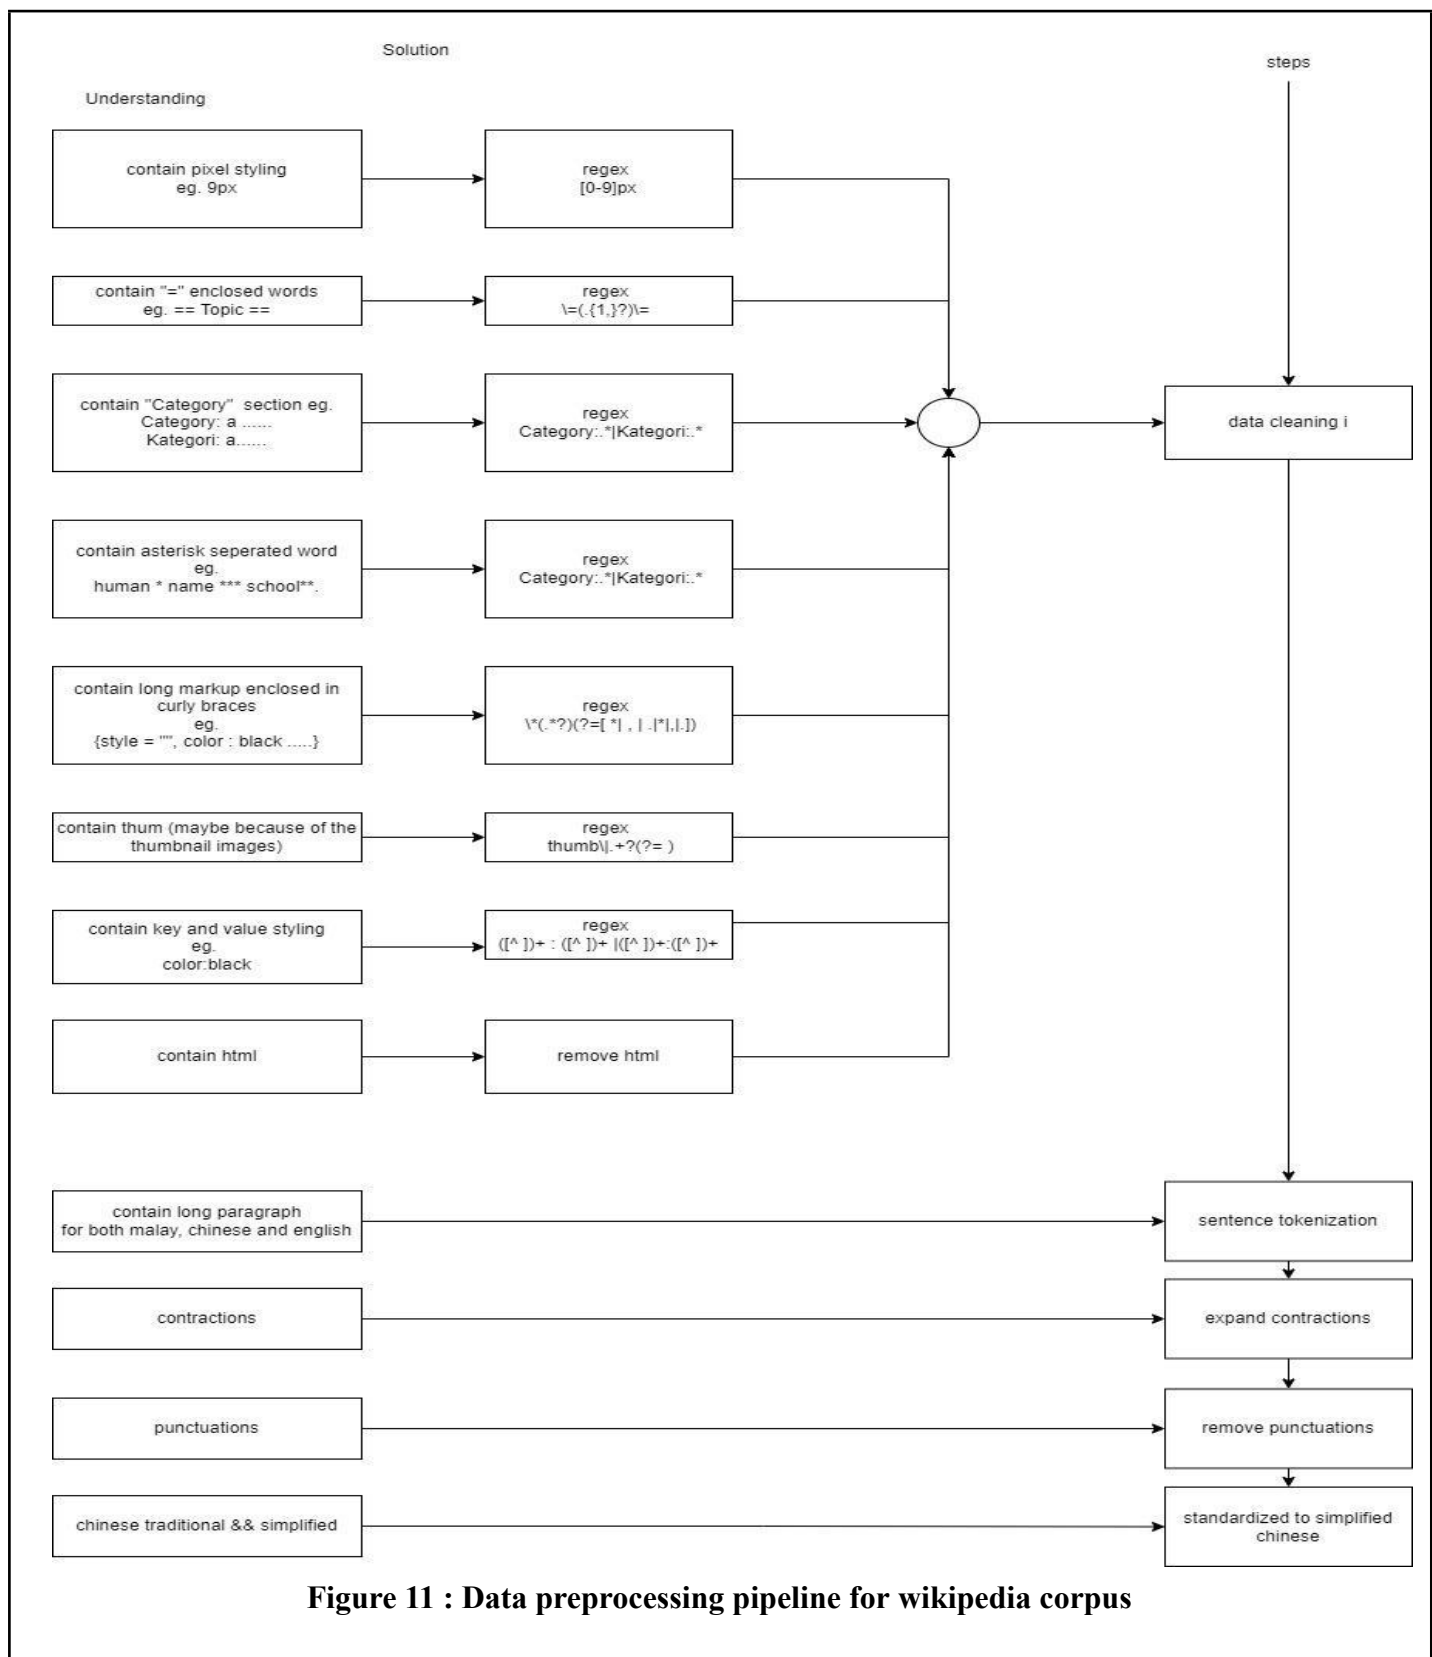 Solution
steps
Understanding
contain pixel styling
eg. 9px
regex
[0-9]px
contain "=" enclosed words
eg. == Topic ==
regex
\=(.{1,}?)\=
contain "Category"  section eg.
Category: a ......
Kategori: a......
regex
Category:.*|Kategori:.*
data cleaning i
contain asterisk seperated word
eg.
human * name *** school**.
regex
Category:.*|Kategori:.*
contain long markup enclosed in
curly braces
eg.
{style = "", color : black .....}
regex
\*(.*?)(?=[ *| , | .|*|,|.])
contain thum (maybe because of the
thumbnail images)
regex
thumb\|.+?(?= )
contain key and value styling
eg.
color:black
regex
([^ ])+ : ([^ ])+ |([^ ])+:([^ ])+
contain html
remove html
contain long paragraph
for both malay, chinese and english
sentence tokenization
contractions
expand contractions
punctuations
remove punctuations
chinese traditional && simplified
standardized to simplified
chinese
Figure 11 : Data preprocessing pipeline for wikipedia corpus